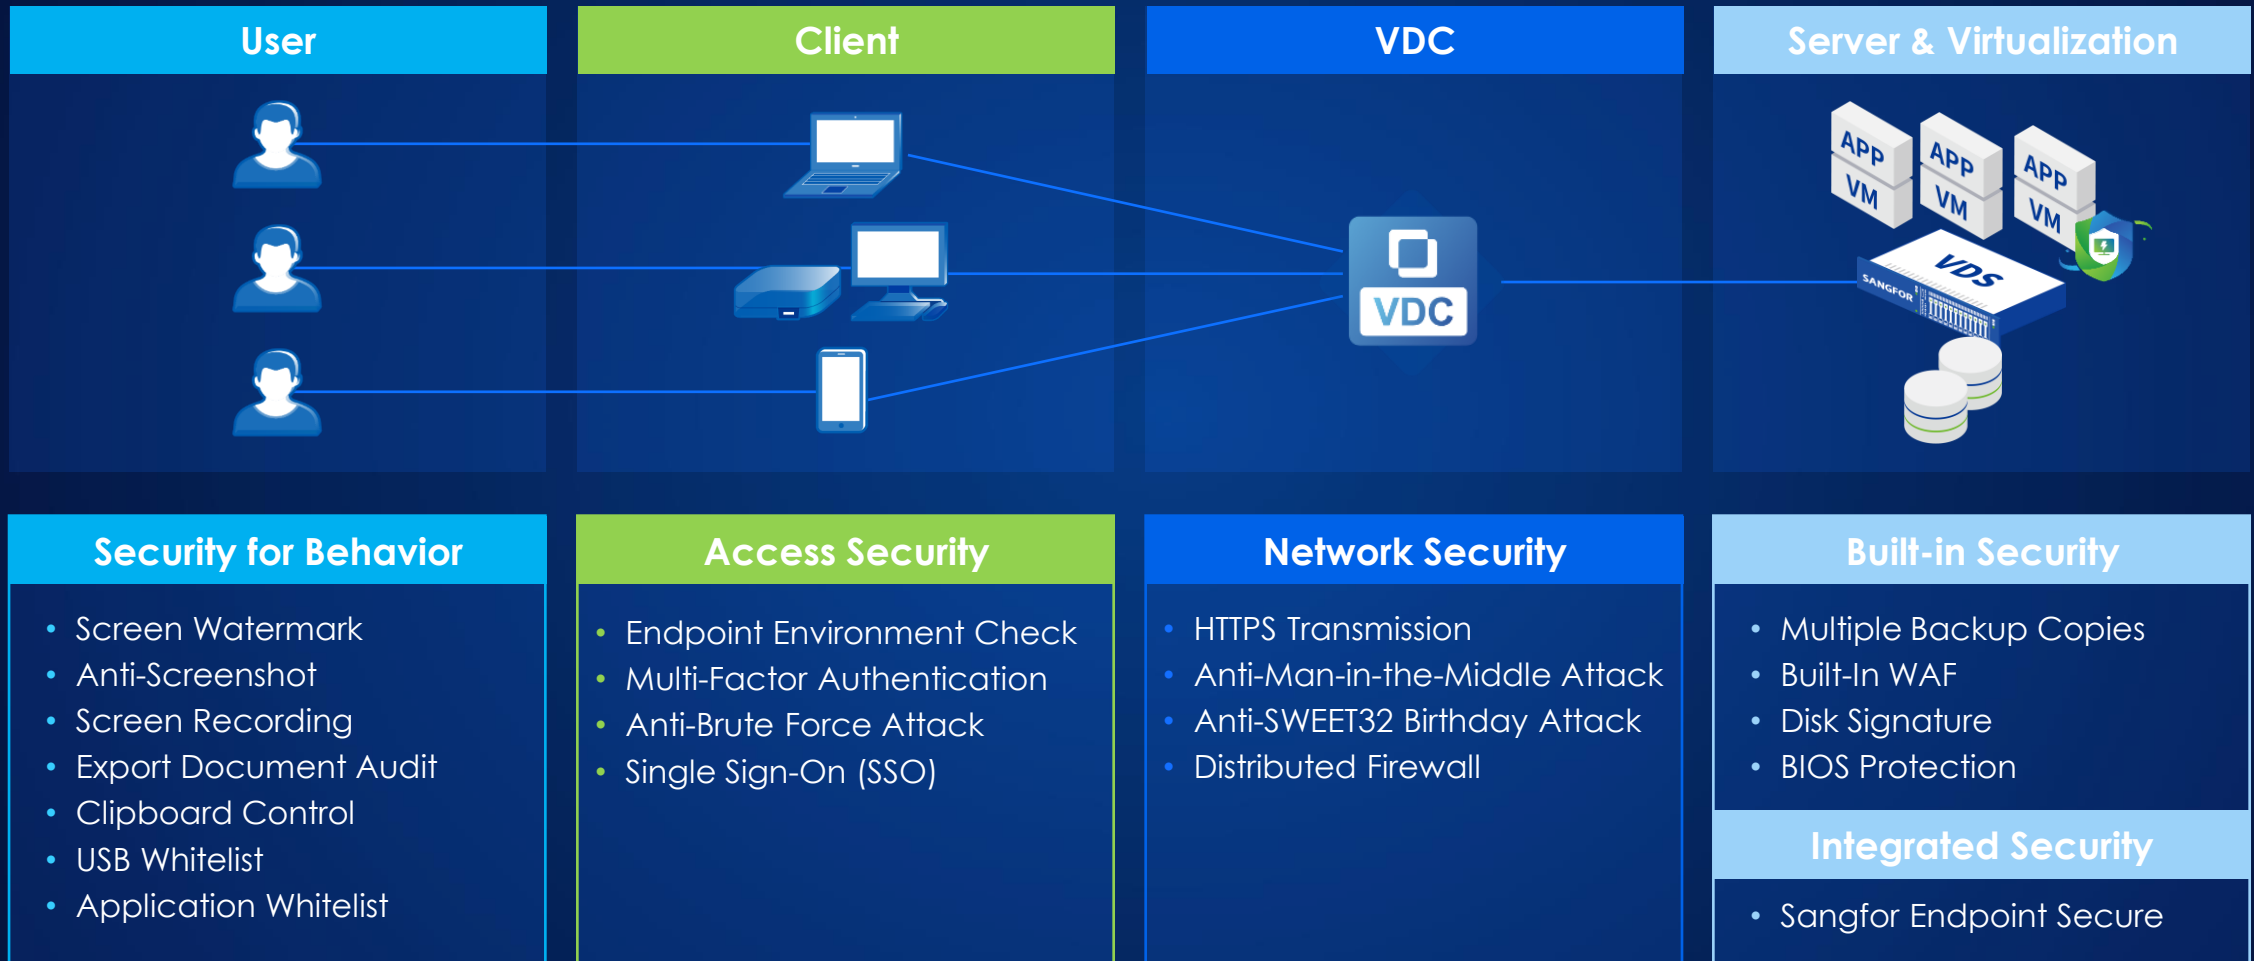 User
Client
VDC
Server & Virtualization
APP
VM
APP
VM
APP
VM
VDC
VDS
SANGFOR
Security for Behavior
• Screen Watermark
• Anti-Screenshot
• Screen Recording
• Export Document Audit
• Clipboard Control
• USB Whitelist
• Application Whitelist
Access Security
• Endpoint Environment Check
• Multi-Factor Authentication
• Anti-Brute Force Attack
• Single Sign-On (SSO)
Network Security
• HTTPS Transmission
• Anti-Man-in-the-Middle Attack
• Anti-SWEET32 Birthday Attack
• Distributed Firewall
Built-in Security
• Multiple Backup Copies
• Built-In WAF
• Disk Signature
• BIOS Protection
Integrated Security
• Sangfor Endpoint Secure